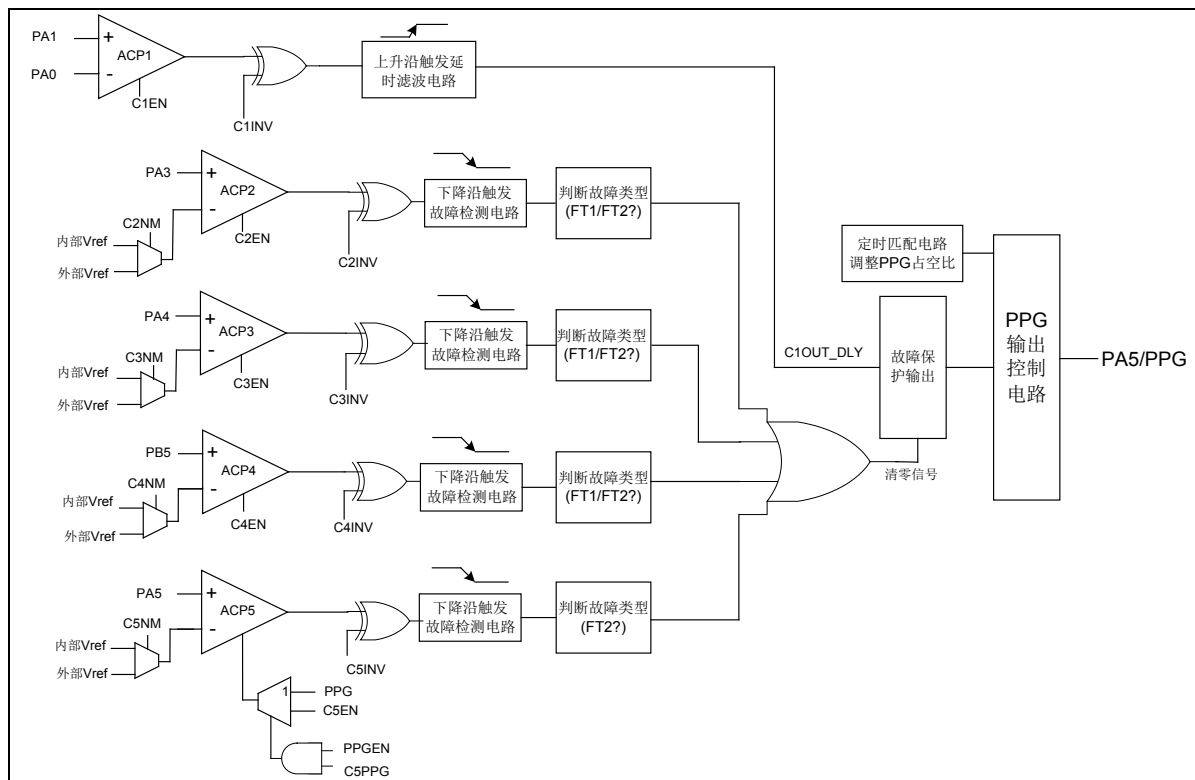 PA1
+
ACP1
PA0
-
C1EN
C1INV
上升沿触发延
时滤波电路
PA3
+
ACP2
-
C2NM
内部Vref
外部Vref
C2EN
C2INV
下降沿触发
故障检测电路
判断故障类型
(FT1/FT2?)
PA4
+
ACP3
-
C3NM
内部Vref
外部Vref
C3EN
C3INV
下降沿触发
故障检测电路
判断故障类型
(FT1/FT2?)
PB5
+
ACP4
-
C4NM
内部Vref
外部Vref
C4EN
C4INV
下降沿触发
故障检测电路
判断故障类型
(FT1/FT2?)
PA5
+
ACP5
-
C5NM
内部Vref
外部Vref
C5INV
下降沿触发
故障检测电路
判断故障类型
(FT2?)
1
PPG
C5EN
PPGEN
C5PPG
定时匹配电路
调整PPG占空比
C1OUT_DLY
故障保
护输出
清零信号
PPG
输出
控制
电路
PA5/PPG